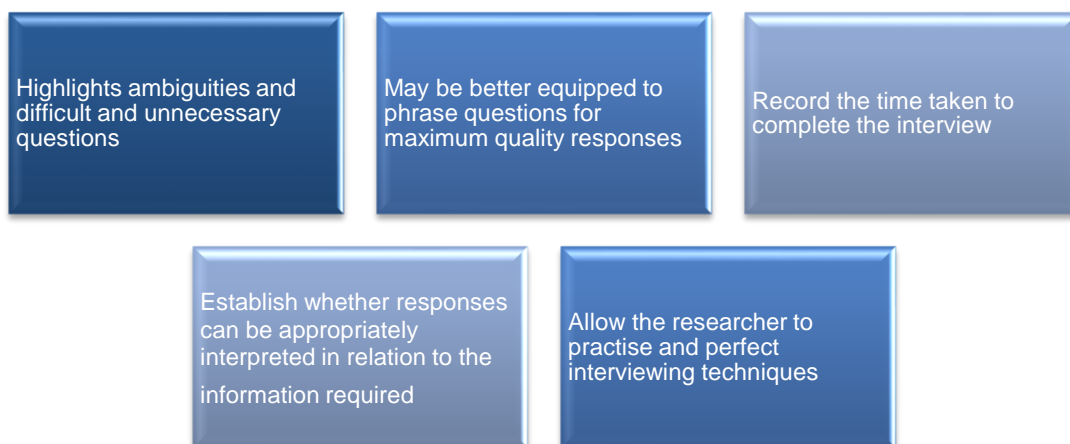 Highlights ambiguities and
difficult and unnecessary
questions
May be better equipped to
phrase questions for
maximum quality responses
Record the time taken to
complete the interview
Establish whether responses
can be appropriately
interpreted in relation to the
information required
Allow the researcher to
practise and perfect
interviewing techniques